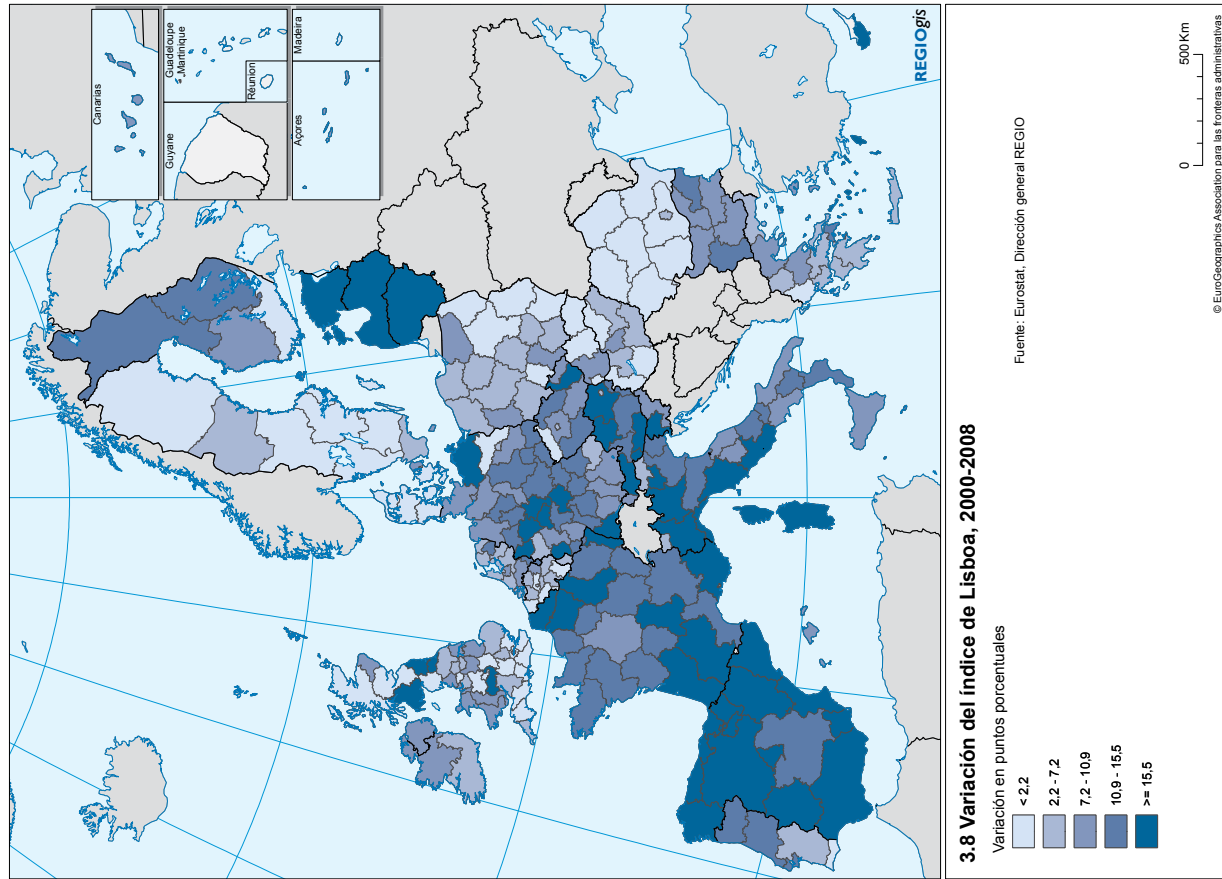 Canarias
Guyane
Guadeloupe
Martinique
Réunion
Açores
Madeira
REGIOgis
3.8 Variación del índice de Lisboa, 2000-2008
Variación en puntos porcentuales
< 2,2
2,2 - 7,2
7,2 - 10,9
10,9 - 15,5
>= 15,5
Fuente: Eurostat, Dirección general REGIO
0 500 Km
© EuroGeographics Association para las fronteras administrativas